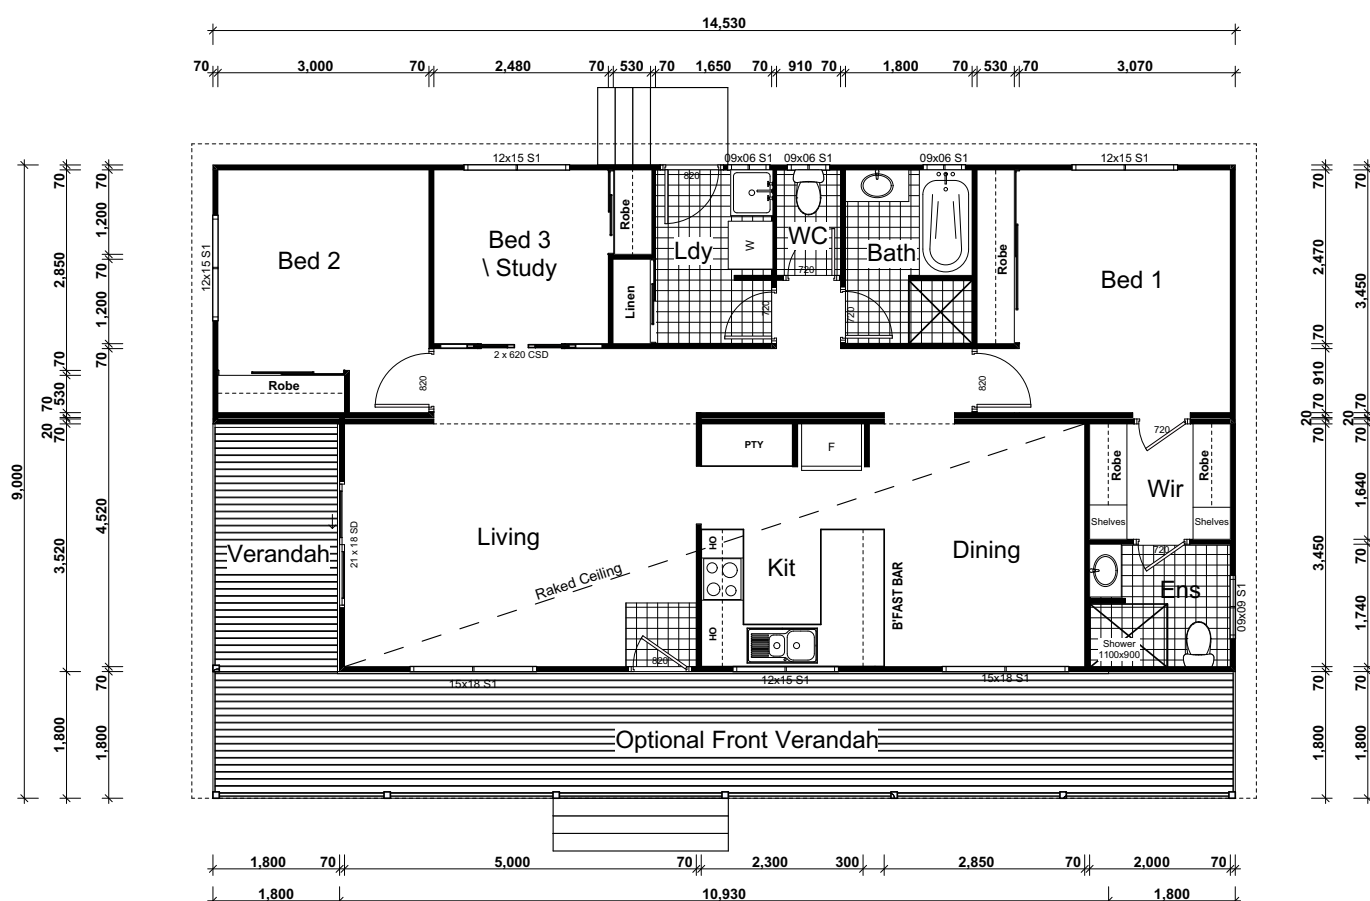 14,530
70 3,000 70 2,480 70 530 70 1,650 70 910 70 1,800 70 530 70 3,070
12x15 S1
09x06 S1
09x06 S1
09x06 S1
12x15 S1
820
Bed 2
12x15 S1
Bed 3
\ Study
Robe
Linen
Ldy
W
WC
720
Bath
Robe
Bed 1
720
720
2 x 620 CSD
Robe
820
820
PTY
F
720
Robe
Robe
Wir
Shelves
Shelves
720
Verandah
21 x 18 SD
Living
Raked Ceiling
HO
Kit
HO
B'FAST BAR
Dining
Ens
09x09 S1
Shower
1100x900
820
15x18 S1
12x15 S1
15x18 S1
Optional Front Verandah
9,000
70
2,850
70
530
70
20
70
3,520
1,800
70
1,200
70
1,200
70
4,520
70
1,800
70
2,470
70
910
70
20
70
3,450
70
1,800
70
3,450
70
20
70
1,640
70
1,740
70
1,800
1,800 70 5,000 70 2,300 300 2,850 70 2,000 70
1,800 10,930 1,800